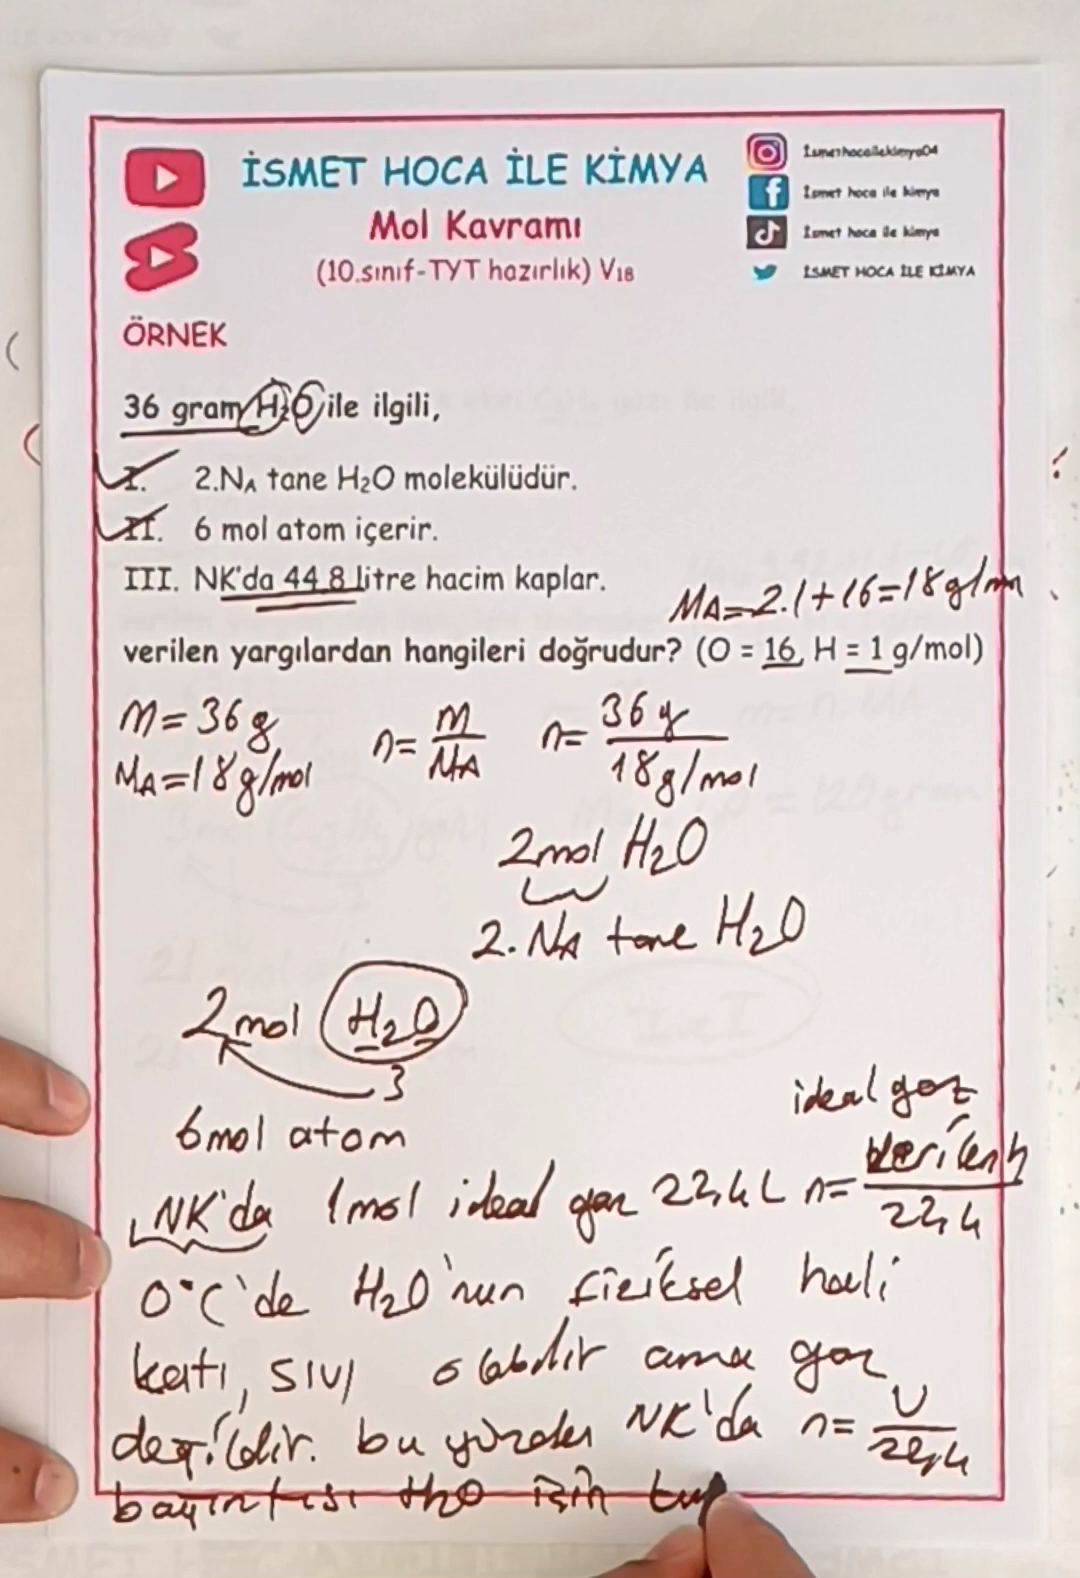 İSMET HOCA İLE KİMYA
Mol Kavramı
(10.sınıf-TYT hazırlık) V18
İsmethocailekimya04
İsmet hoca ile kimya
İsmet hoca ile kimya
İSMET HOCA İLE KİMYA
ÖRNEK
36 gram H₂O ile ilgili,
I. 2.NA tane H₂O molekülüdür.
II. 6 mol atom içerir.
III. NK'da 44,8 litre hacim kaplar.
MA=2.1+16=18g/m
verilen yargılardan hangileri doğrudur? (O = 16, H = 1 g/mol)
m=36g n= m/MA n= 36g/18g/mol
MA=18g/mol
2mol H₂O
2.NA tane H₂O
2mol H₂O
3
6mol atom
ideal gaz
NK'da 1mol ideal gaz 22,4L n= Verilen h/22,4
0°C'de H₂O'nun fiziksel hali
katı, sıvı olabilir ama gaz
değildir. bu yüzden NK'da n= V/22,4
bağıntısı H₂O için